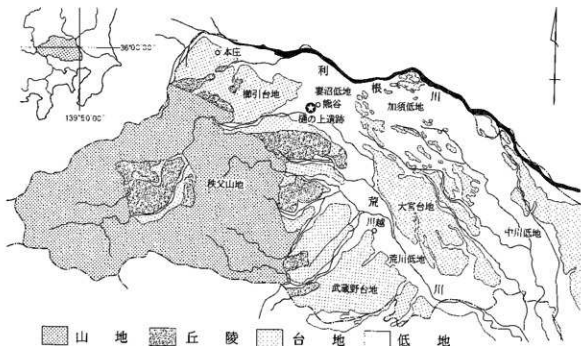 36°00′00″
139°00′00″
本庄
櫛引台地
利
根
川
妻沼低地
熊谷
樋の上遺跡
加須低地
秩父山地
荒
川
川越
大宮台地
荒川低地
中川低地
武蔵野台地
山地
丘陵
台地
低地